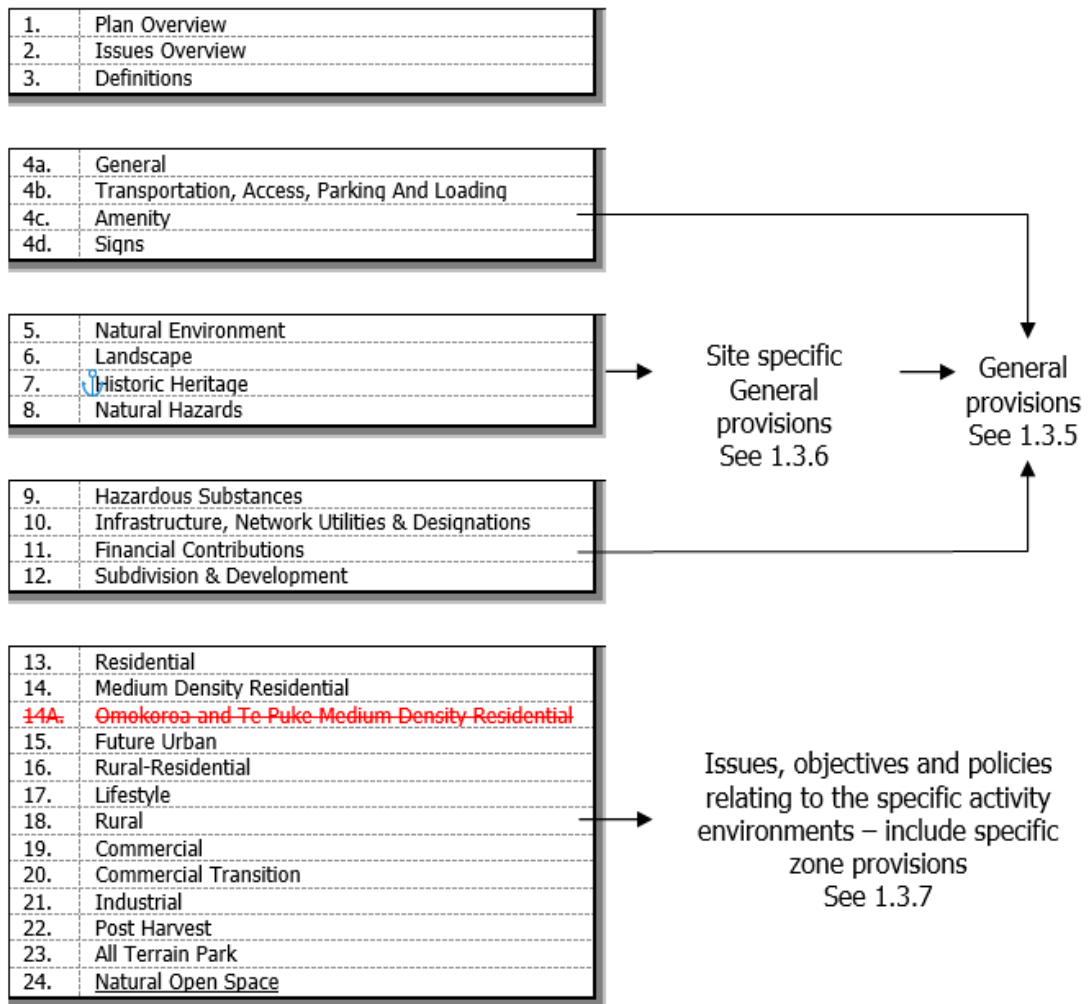 1. Plan Overview
2. Issues Overview
3. Definitions
4a. General
4b. Transportation, Access, Parking And Loading
4c. Amenity
4d. Signs
5. Natural Environment
6. Landscape
7. Historic Heritage
8. Natural Hazards
Site specific
General
provisions
See 1.3.6
General
provisions
See 1.3.5
9. Hazardous Substances
10. Infrastructure, Network Utilities & Designations
11. Financial Contributions
12. Subdivision & Development
13. Residential
14. Medium Density Residential
14A. Omokoroa and Te Puke Medium Density Residential
15. Future Urban
16. Rural-Residential
17. Lifestyle
18. Rural
19. Commercial
20. Commercial Transition
21. Industrial
22. Post Harvest
23. All Terrain Park
24. Natural Open Space
Issues, objectives and policies
relating to the specific activity
environments – include specific
zone provisions
See 1.3.7